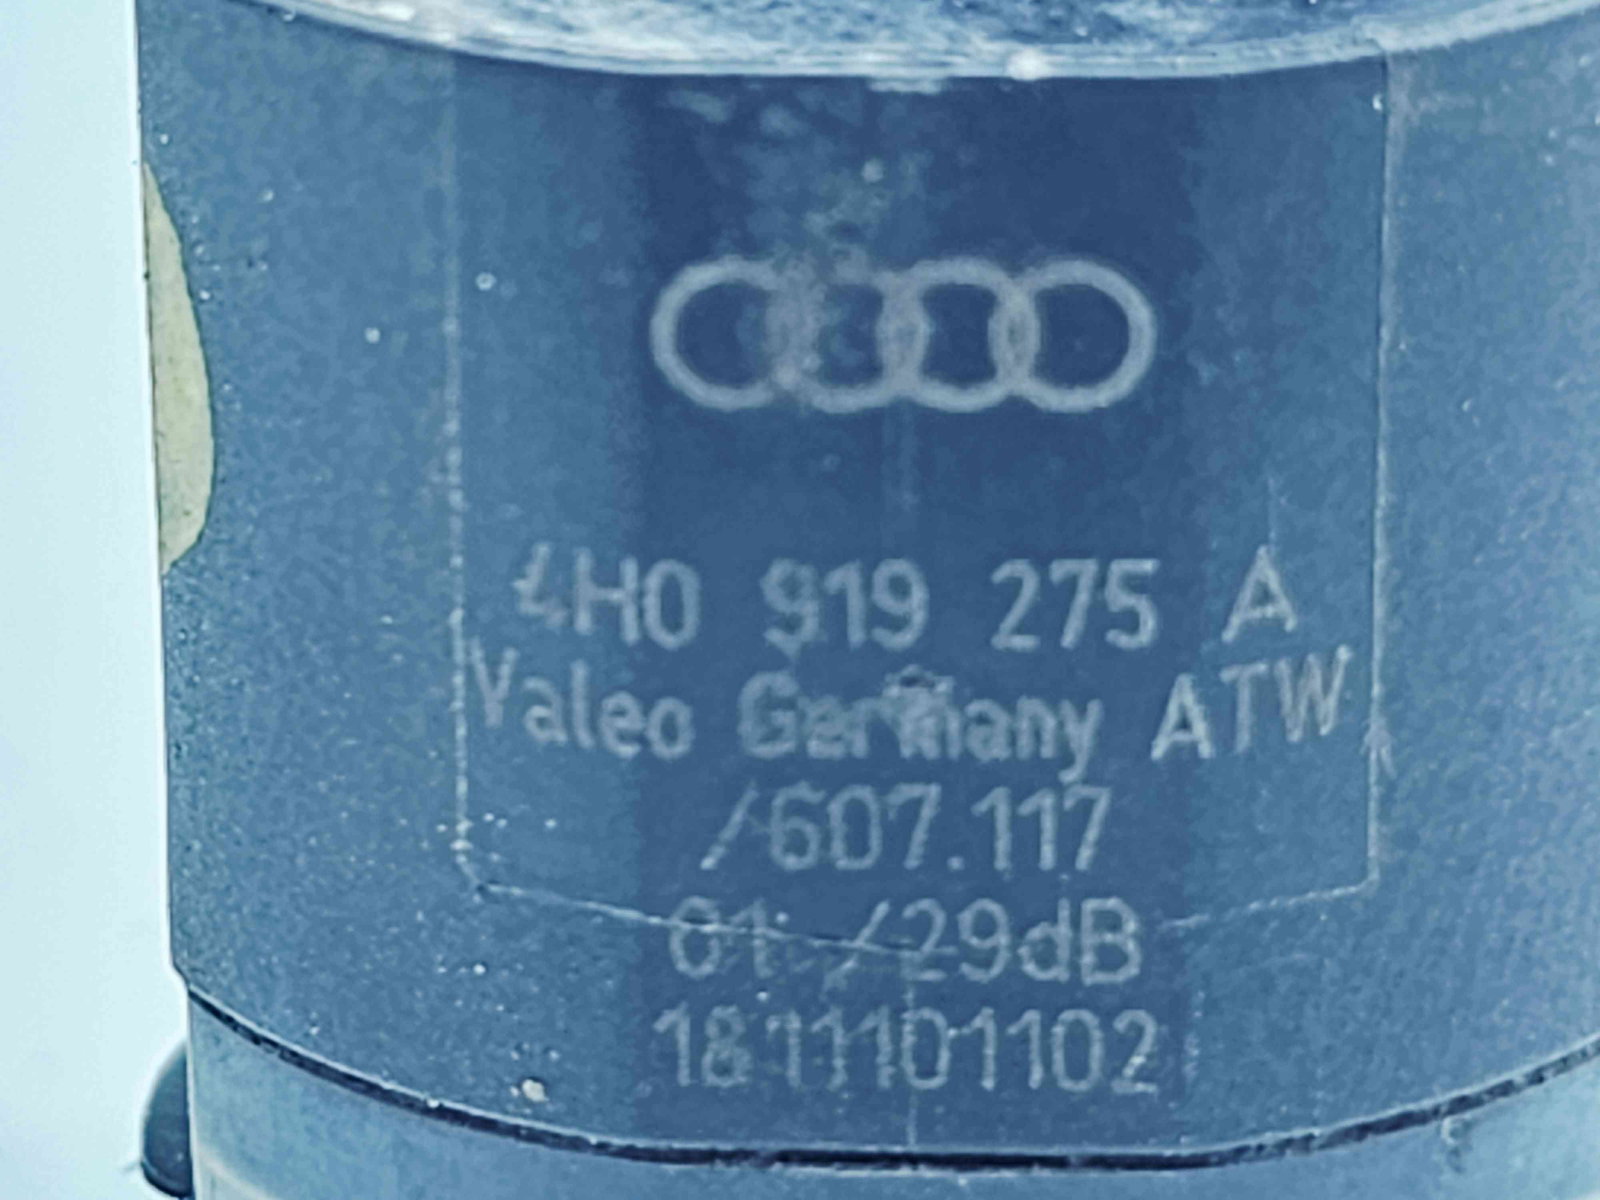 4H0 919 275 A
Valeo Germany ATW
/607.117
01 /29dB
1811101102